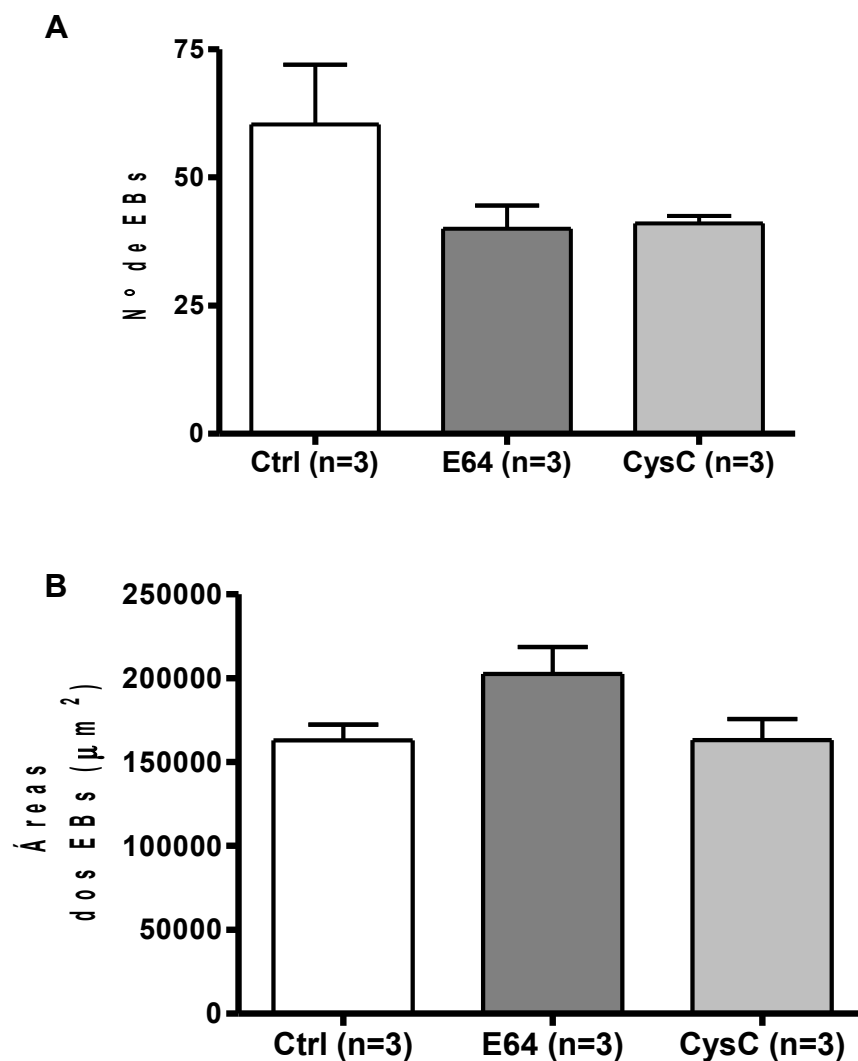 A
75
50
25
0
Nº de EBs
Ctrl (n=3) E64 (n=3) CysC (n=3)
B
250000
200000
150000
100000
50000
0
Áreas
dos EBs (μm²)
Ctrl (n=3) E64 (n=3) CysC (n=3)